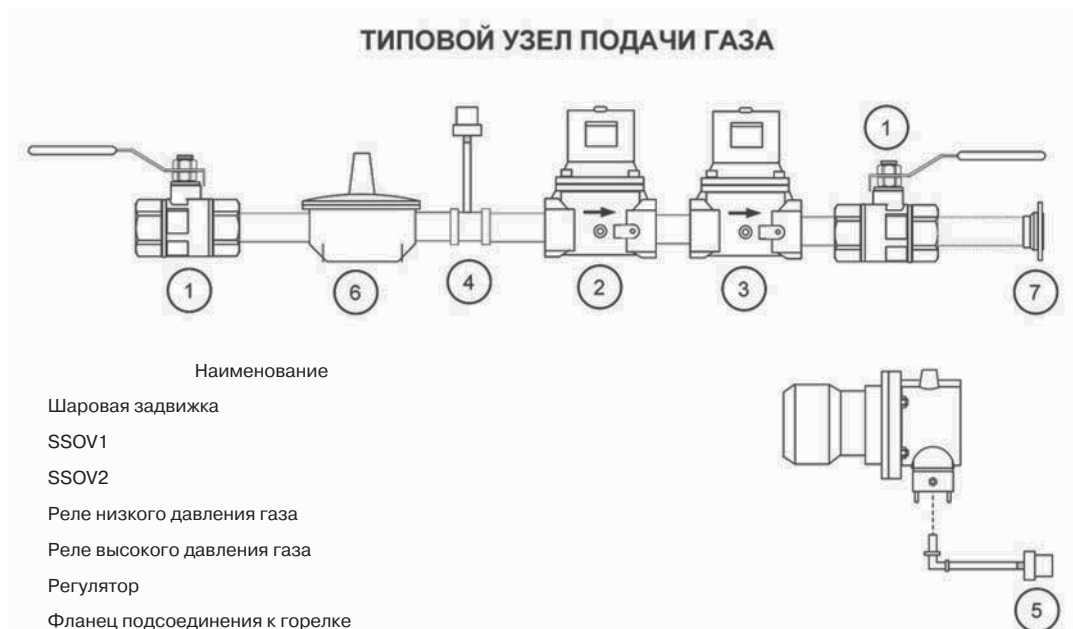 ТИПОВОЙ УЗЕЛ ПОДАЧИ ГАЗА
1
1
6
4
2
3
7
Наименование
Шаровая задвижка
SSOV1
SSOV2
Реле низкого давления газа
Реле высокого давления газа
Регулятор
Фланец подсоединения к горелке
5